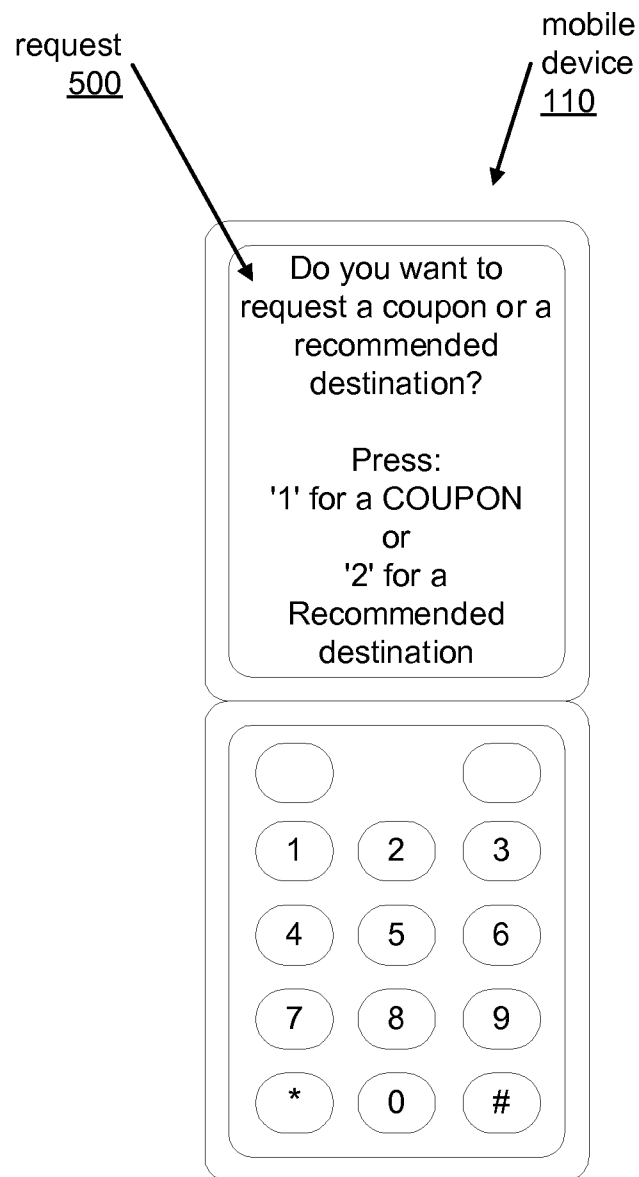 request
500
mobile
device
110
Do you want to
request a coupon or a
recommended
destination?
Press:
'1' for a COUPON
or
'2' for a
Recommended
destination
1 2 3
4 5 6
7 8 9
* 0 #